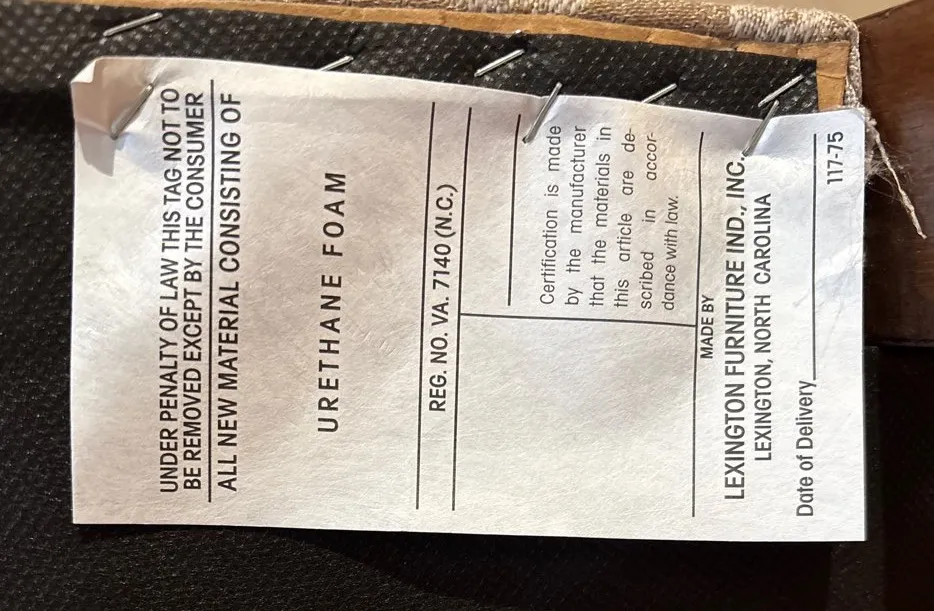 UNDER PENALTY OF LAW THIS TAG NOT TO
BE REMOVED EXCEPT BY THE CONSUMER
ALL NEW MATERIAL CONSISTING OF
URETHANE FOAM
REG. NO. VA. 7140 (N.C.)
Certification is made
by the manufacturer
that the materials in
this article are de-
scribed in accor-
dance with law.
MADE BY
LEXINGTON FURNITURE IND., INC.
LEXINGTON, NORTH CAROLINA
Date of Delivery
117-75